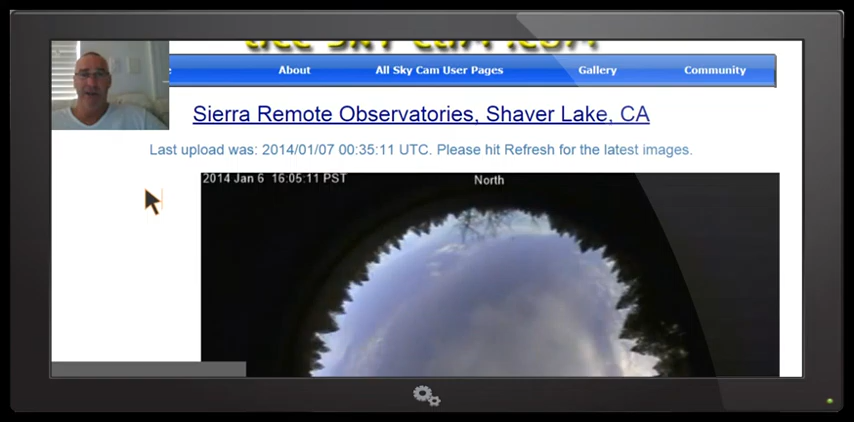 About All Sky Cam User Pages Gallery Community
Sierra Remote Observatories, Shaver Lake, CA
Last upload was: 2014/01/07 00:35:11 UTC. Please hit Refresh for the latest images.
2014 Jan 6 16:05:11 PST North